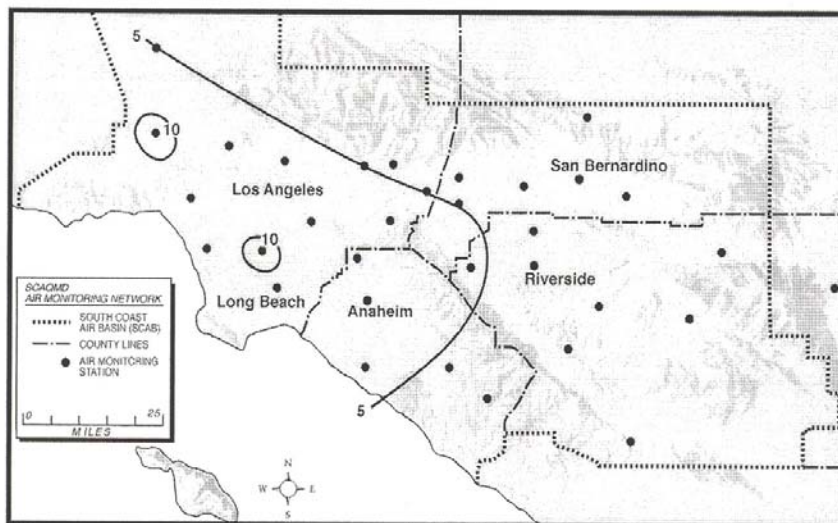 5
10
San Bernardino
Los Angeles
10
Riverside
Long Beach
Anaheim
SCAQMD
AIR MONITORING NETWORK
SOUTH COAST
AIR BASIN (SCAB)
COUNTY LINES
AIR MONITORING
STATION
0 25
MILES
5
N
W E
S